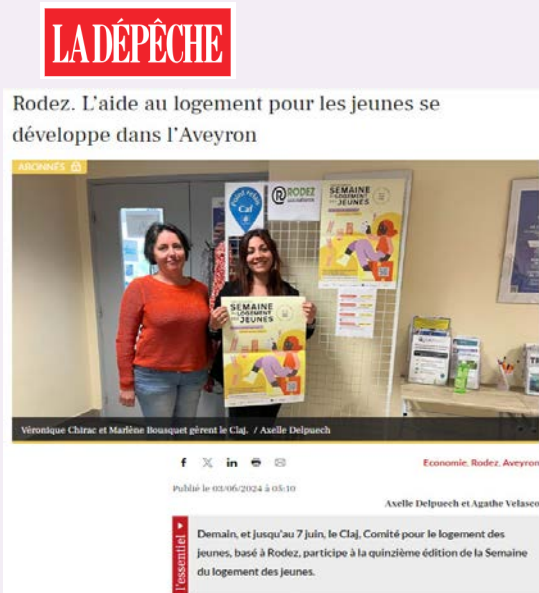 LA DÉPÊCHE
Rodez. L'aide au logement pour les jeunes se
développe dans l'Aveyron
ABONNÉS
Point relais
Caf
RODEZ
SEMAINE
DU LOGEMENT
DES JEUNES
SEMAINE
DU LOGEMENT
DES JEUNES
Véronique Chirac et Marlène Bousquet gèrent le Claj. / Axelle Delpuech
Economie, Rodez, Aveyron
Publié le 03/06/2024 à 05:10
Axelle Delpuech et Agathe Velasco
l'essentiel
Demain, et jusqu'au 7 juin, le Claj, Comité pour le logement des
jeunes, basé à Rodez, participe à la quinzième édition de la Semaine
du logement des jeunes.